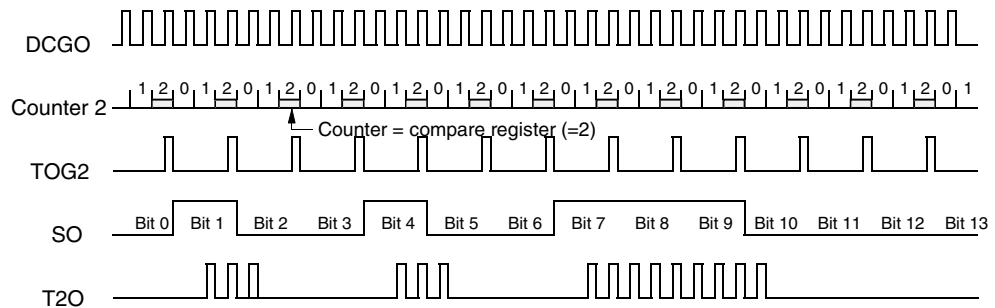 DCGO
1 2 0 1 2 0 1 2 0 1 2 0 1 2 0 1 2 0 1 2 0 1 2 0 1 2 0 1 2 0 1 2 0 1 2 0 1 2 0 1
Counter 2
Counter = compare register (=2)
TOG2
SO Bit 0 Bit 1 Bit 2 Bit 3 Bit 4 Bit 5 Bit 6 Bit 7 Bit 8 Bit 9 Bit 10 Bit 11 Bit 12 Bit 13
T2O